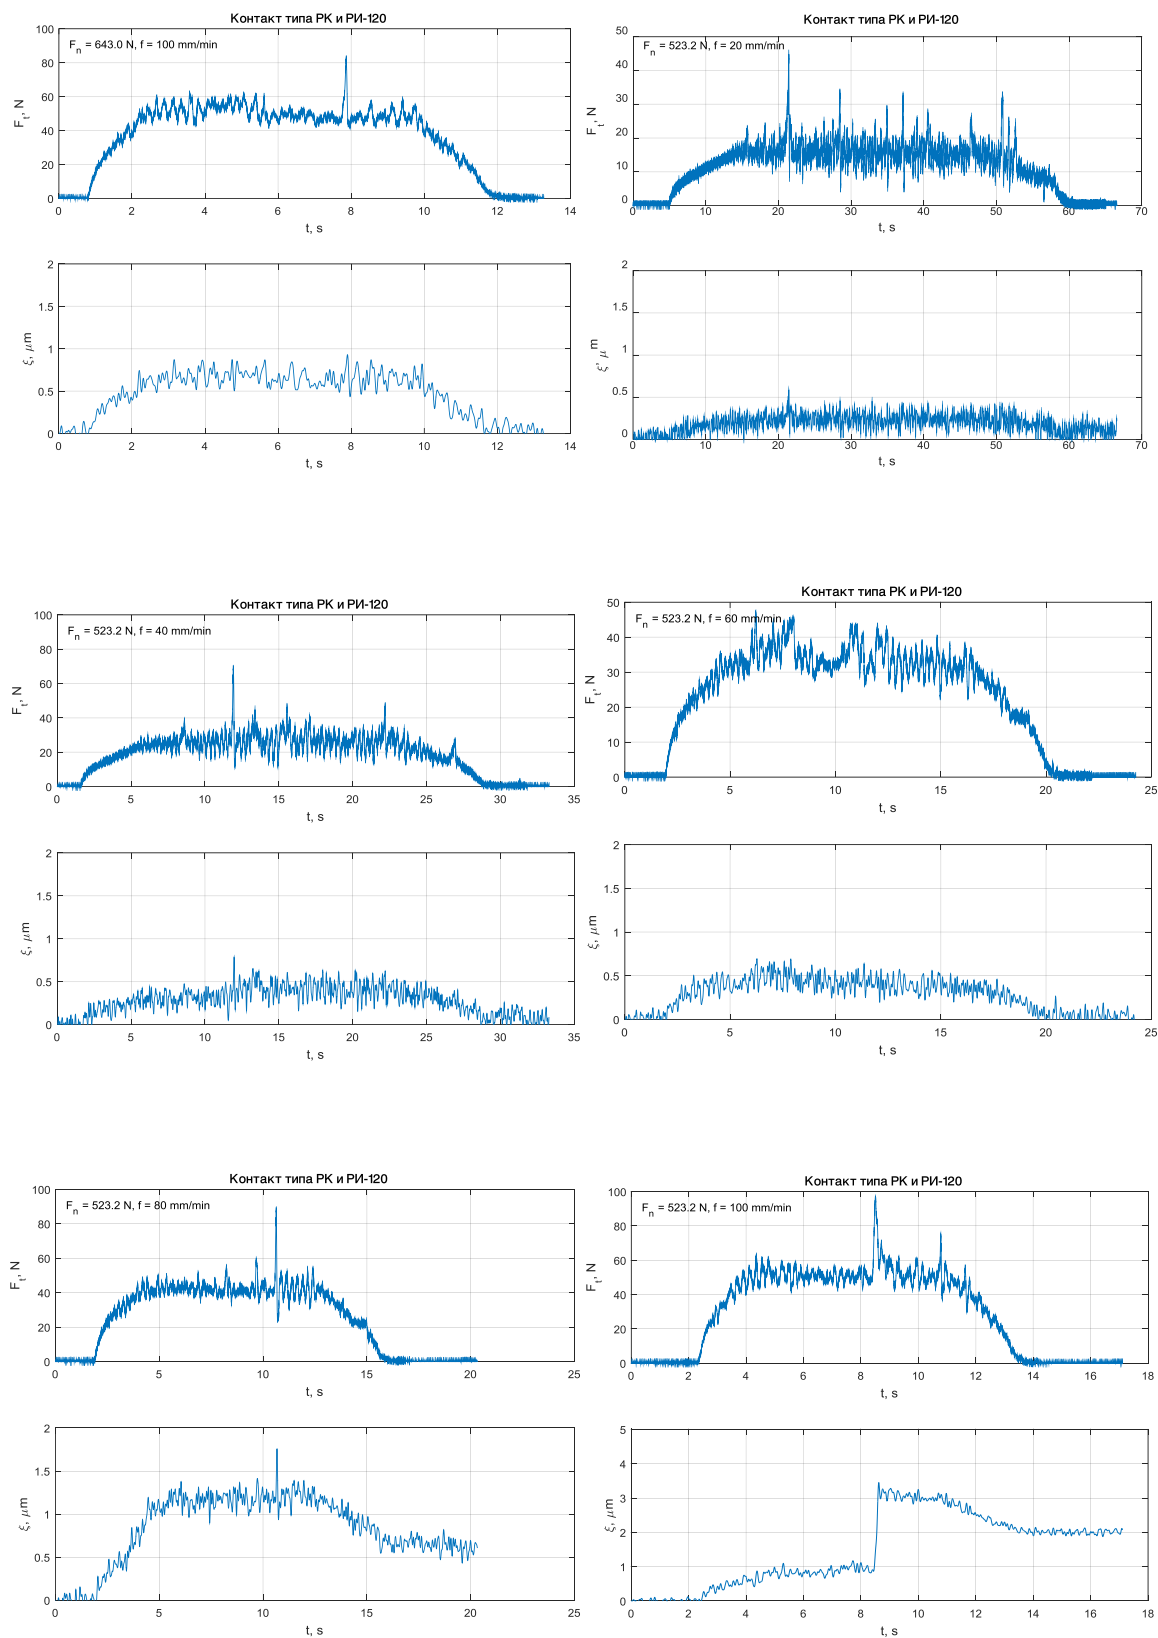 Контакт типа РК и РИ-120
F_n = 643.0 N, f = 100 mm/min
F_t, N
100
80
60
40
20
0
0 2 4 6 8 10 12 14
t, s
ξ, μm
2
1.5
1
0.5
0
0 2 4 6 8 10 12 14
t, s
Контакт типа РК и РИ-120
F_n = 523.2 N, f = 20 mm/min
F_t, N
50
40
30
20
10
0
0 10 20 30 40 50 60 70
t, s
ξ, μm
2
1.5
1
0.5
0
0 10 20 30 40 50 60 70
t, s
Контакт типа РК и РИ-120
F_n = 523.2 N, f = 40 mm/min
F_t, N
100
80
60
40
20
0
0 5 10 15 20 25 30 35
t, s
ξ, μm
2
1.5
1
0.5
0
0 5 10 15 20 25 30 35
t, s
Контакт типа РК и РИ-120
F_n = 523.2 N, f = 60 mm/min
F_t, N
50
40
30
20
10
0
0 5 10 15 20 25
t, s
ξ, μm
2
1.5
1
0.5
0
0 5 10 15 20 25
t, s
Контакт типа РК и РИ-120
F_n = 523.2 N, f = 80 mm/min
F_t, N
100
80
60
40
20
0
0 5 10 15 20 25
t, s
ξ, μm
2
1.5
1
0.5
0
0 5 10 15 20 25
t, s
Контакт типа РК и РИ-120
F_n = 523.2 N, f = 100 mm/min
F_t, N
100
80
60
40
20
0
0 2 4 6 8 10 12 14 16 18
t, s
ξ, μm
5
4
3
2
1
0
0 2 4 6 8 10 12 14 16 18
t, s